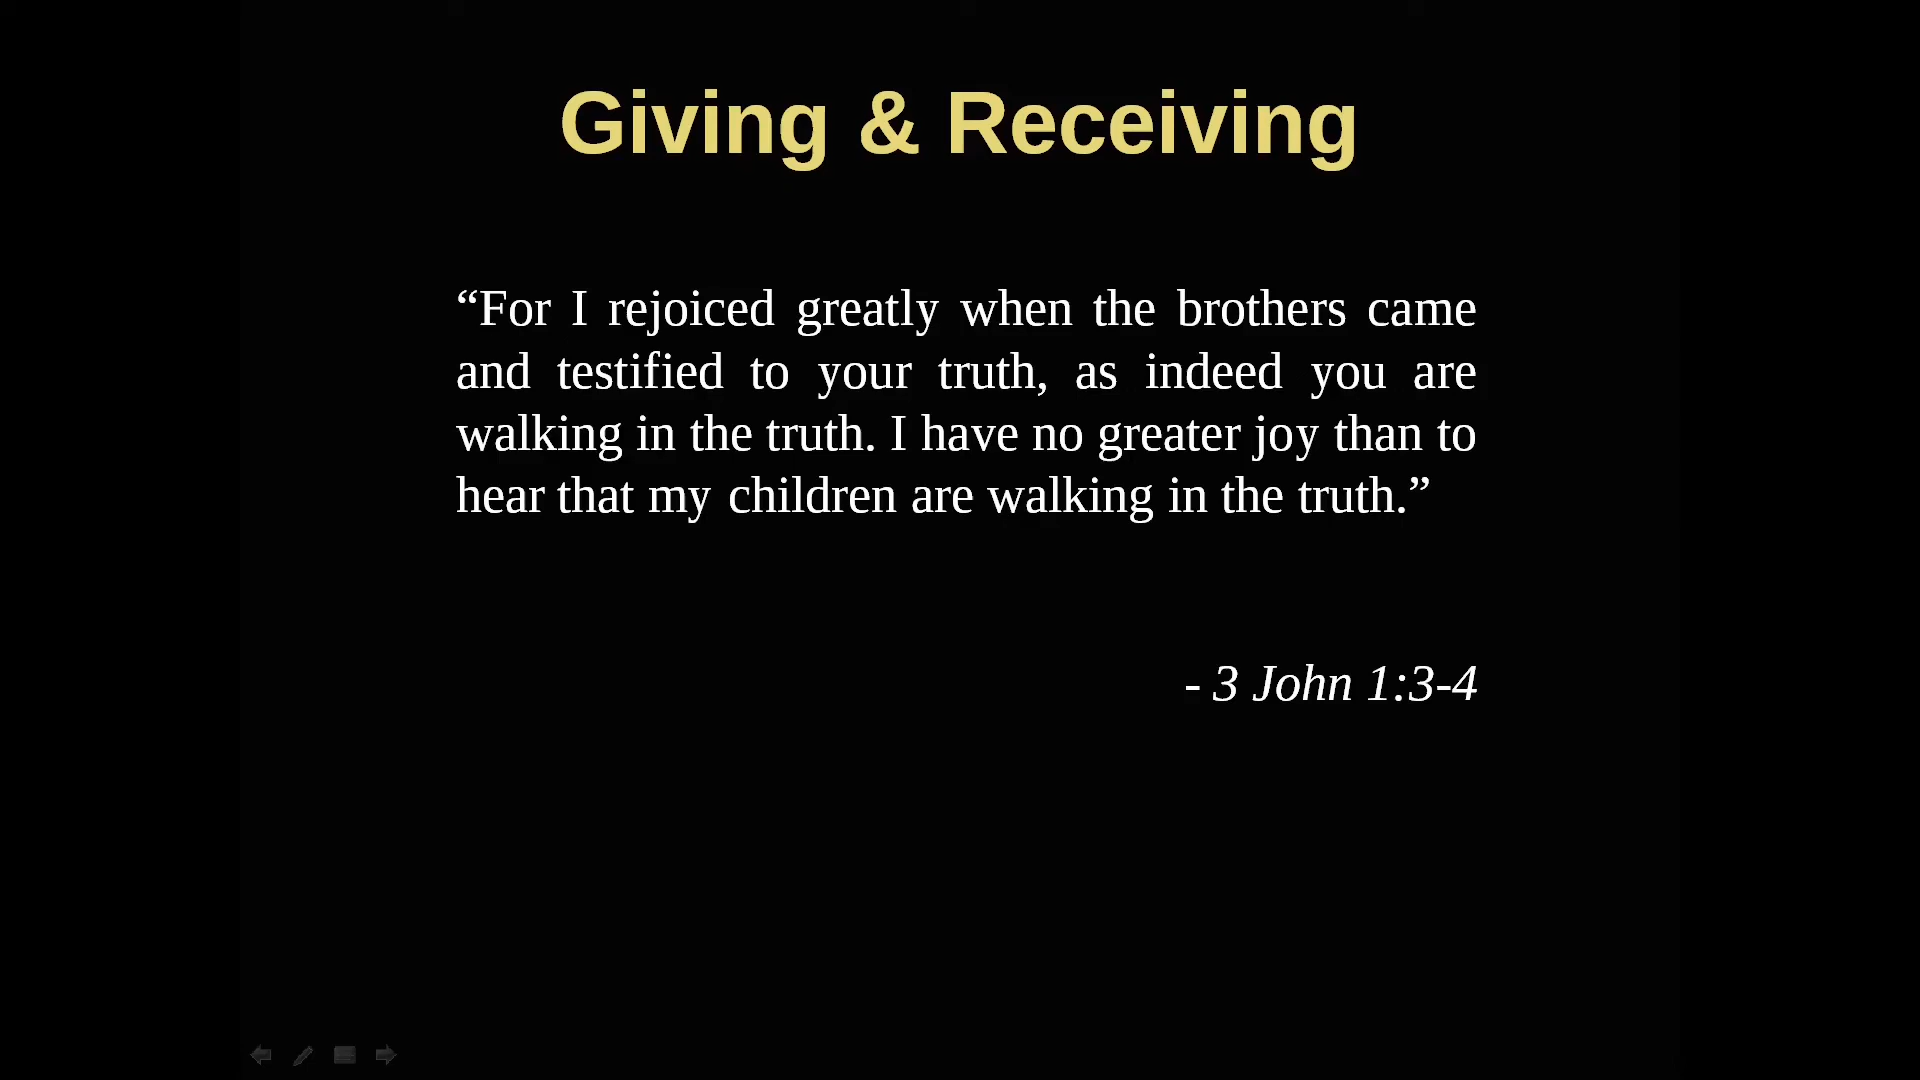 Giving & Receiving
“For I rejoiced greatly when the brothers came
and testified to your truth, as indeed you are
walking in the truth. I have no greater joy than to
hear that my children are walking in the truth.”
- 3 John 1:3-4